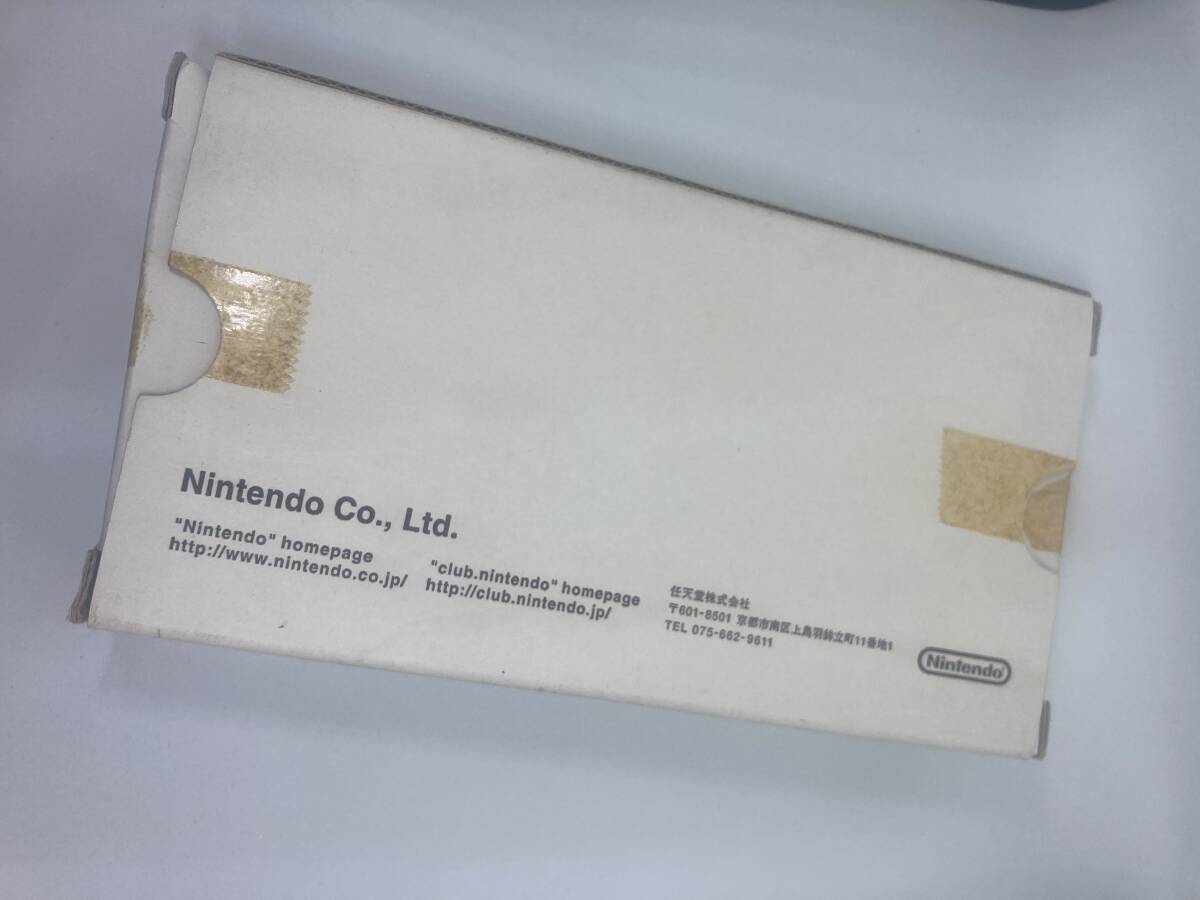 Nintendo Co., Ltd.
"Nintendo" homepage
http://www.nintendo.co.jp/
"club.nintendo" homepage
http://club.nintendo.jp/
任天堂株式会社
〒601-8501 京都市南区上鳥羽鉾立町11番地1
TEL 075-662-9611
Nintendo